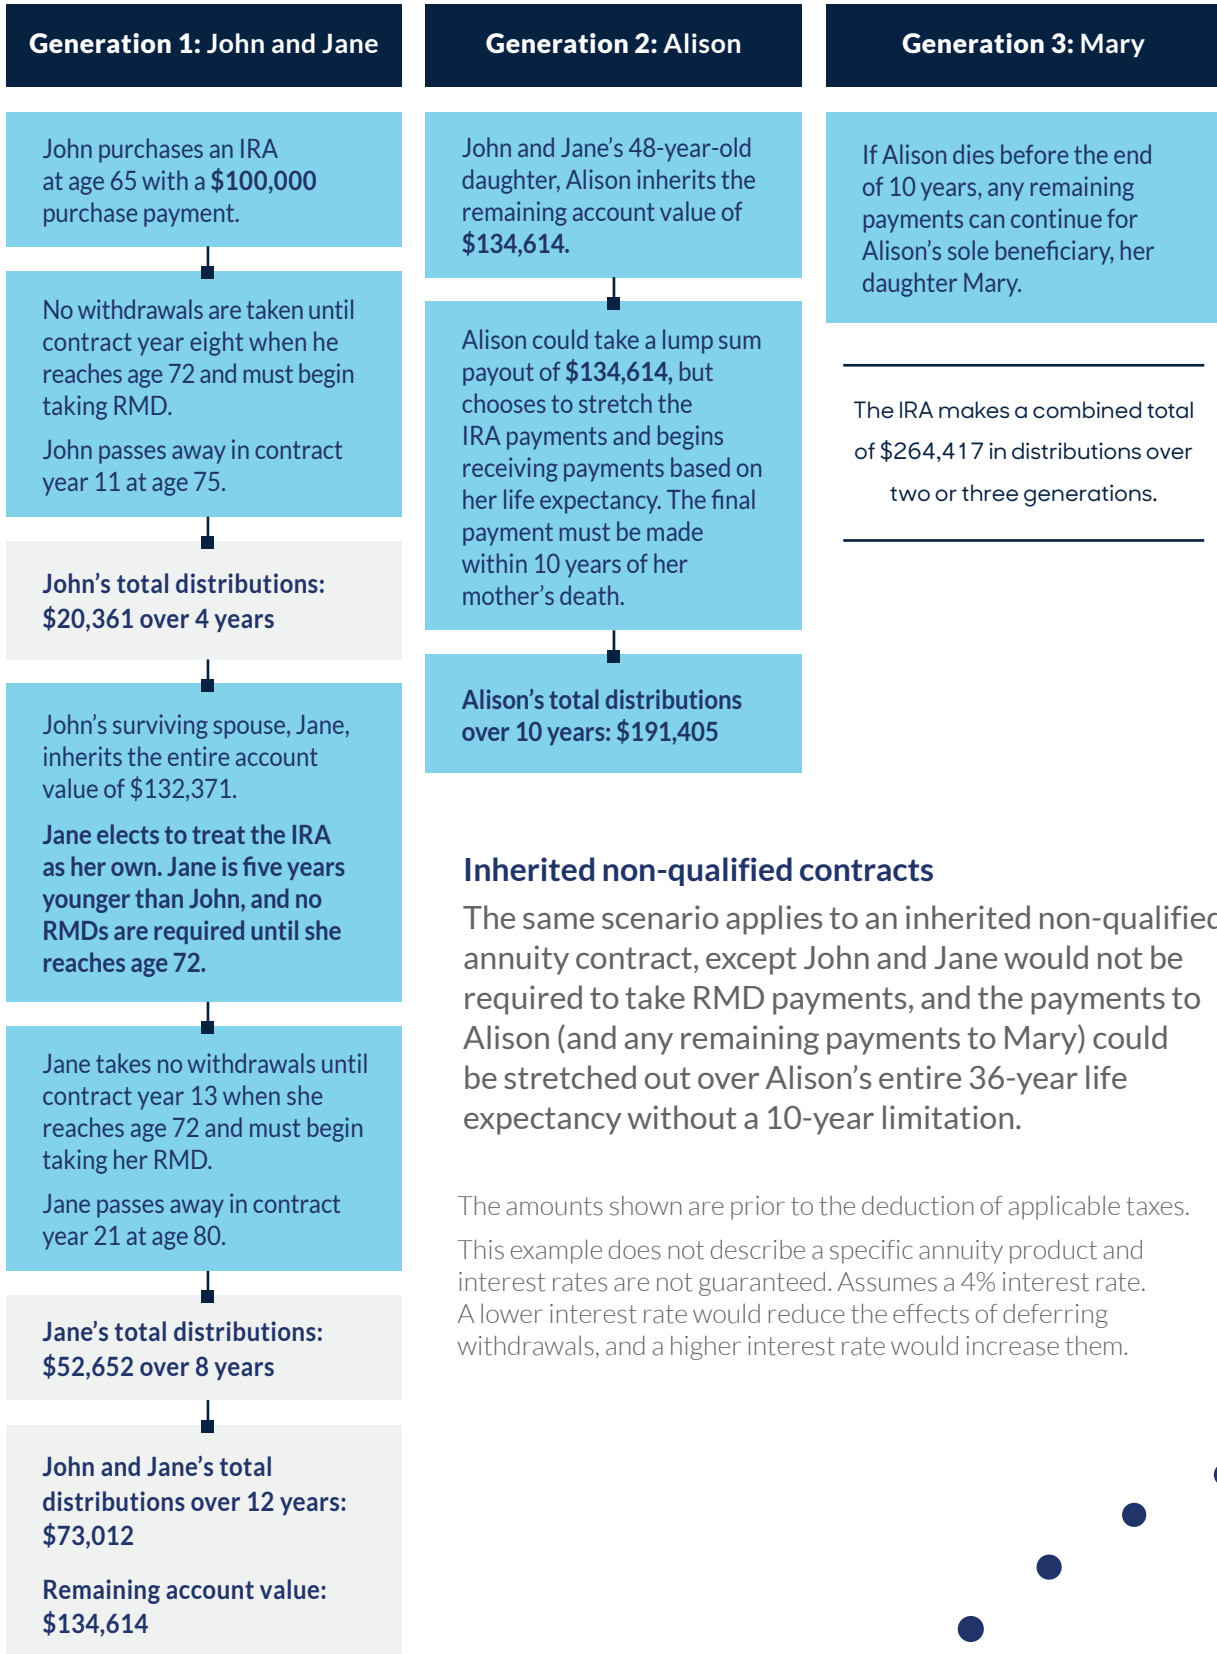 Generation 1: John and Jane
John purchases an IRA
at age 65 with a $100,000
purchase payment.
No withdrawals are taken until
contract year eight when he
reaches age 72 and must begin
taking RMD.
John passes away in contract
year 11 at age 75.
John’s total distributions:
$20,361 over 4 years
John’s surviving spouse, Jane,
inherits the entire account
value of $132,371.
Jane elects to treat the IRA
as her own. Jane is five years
younger than John, and no
RMDs are required until she
reaches age 72.
Jane takes no withdrawals until
contract year 13 when she
reaches age 72 and must begin
taking her RMD.
Jane passes away in contract
year 21 at age 80.
Jane’s total distributions:
$52,652 over 8 years
John and Jane’s total
distributions over 12 years:
$73,012
Remaining account value:
$134,614
Generation 2: Alison
John and Jane’s 48-year-old
daughter, Alison inherits the
remaining account value of
$134,614.
Alison could take a lump sum
payout of $134,614, but
chooses to stretch the
IRA payments and begins
receiving payments based on
her life expectancy. The final
payment must be made
within 10 years of her
mother’s death.
Alison’s total distributions
over 10 years: $191,405
Generation 3: Mary
If Alison dies before the end
of 10 years, any remaining
payments can continue for
Alison’s sole beneficiary, her
daughter Mary.
The IRA makes a combined total
of $264,417 in distributions over
two or three generations.
Inherited non-qualified contracts
The same scenario applies to an inherited non-qualified
annuity contract, except John and Jane would not be
required to take RMD payments, and the payments to
Alison (and any remaining payments to Mary) could
be stretched out over Alison’s entire 36-year life
expectancy without a 10-year limitation.
The amounts shown are prior to the deduction of applicable taxes.
This example does not describe a specific annuity product and
interest rates are not guaranteed. Assumes a 4% interest rate.
A lower interest rate would reduce the effects of deferring
withdrawals, and a higher interest rate would increase them.